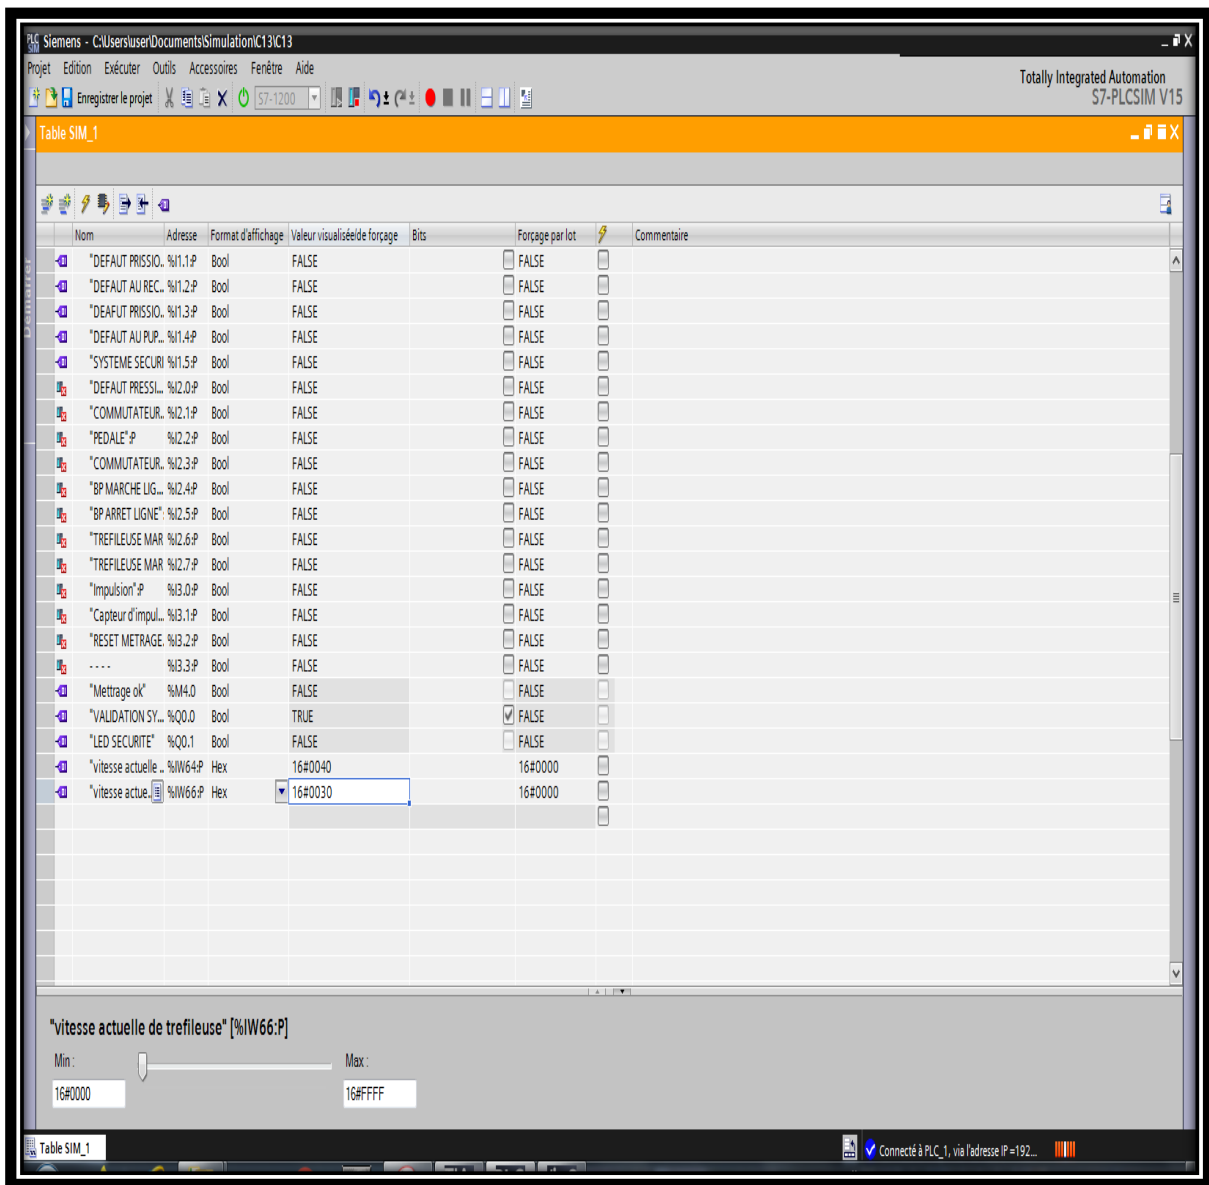 PLC SIM Siemens - C:\Users\user\Documents\Simulation\C13\C13
Projet Edition Exécuter Outils Accessoires Fenêtre Aide
Totally Integrated Automation
S7-PLCSIM V15
Enregistrer le projet S7-1200
Table SIM_1
Démarrer
Nom Adresse Format d'affichage Valeur visualisée/de forçage Bits Forçage par lot Commentaire
"DEFAUT PRISSIO.. %I1.1:P Bool FALSE FALSE
"DEFAUT AU REC.. %I1.2:P Bool FALSE FALSE
"DEAFUT PRISSIO.. %I1.3:P Bool FALSE FALSE
"DEFAUT AU PUP... %I1.4:P Bool FALSE FALSE
"SYSTEME SECURI %I1.5:P Bool FALSE FALSE
"DEFAUT PRESSI... %I2.0:P Bool FALSE FALSE
"COMMUTATEUR.. %I2.1:P Bool FALSE FALSE
"PEDALE":P %I2.2:P Bool FALSE FALSE
"COMMUTATEUR.. %I2.3:P Bool FALSE FALSE
"BP MARCHE LIG... %I2.4:P Bool FALSE FALSE
"BP ARRET LIGNE": %I2.5:P Bool FALSE FALSE
"TREFILEUSE MAR %I2.6:P Bool FALSE FALSE
"TREFILEUSE MAR %I2.7:P Bool FALSE FALSE
"Impulsion":P %I3.0:P Bool FALSE FALSE
"Capteur d'impul... %I3.1:P Bool FALSE FALSE
"RESET METRAGE. %I3.2:P Bool FALSE FALSE
- - - - %I3.3:P Bool FALSE FALSE
"Mettrage ok" %M4.0 Bool FALSE FALSE
"VALIDATION SY... %Q0.0 Bool TRUE FALSE
"LED SECURITE" %Q0.1 Bool FALSE FALSE
"vitesse actuelle .. %IW64:P Hex 16#0040 16#0000
"vitesse actue.. %IW66:P Hex 16#0030 16#0000
"vitesse actuelle de trefileuse" [%IW66:P]
Min : Max :
16#0000 16#FFFF
Table SIM_1
Connecté à PLC_1, via l'adresse IP =192...